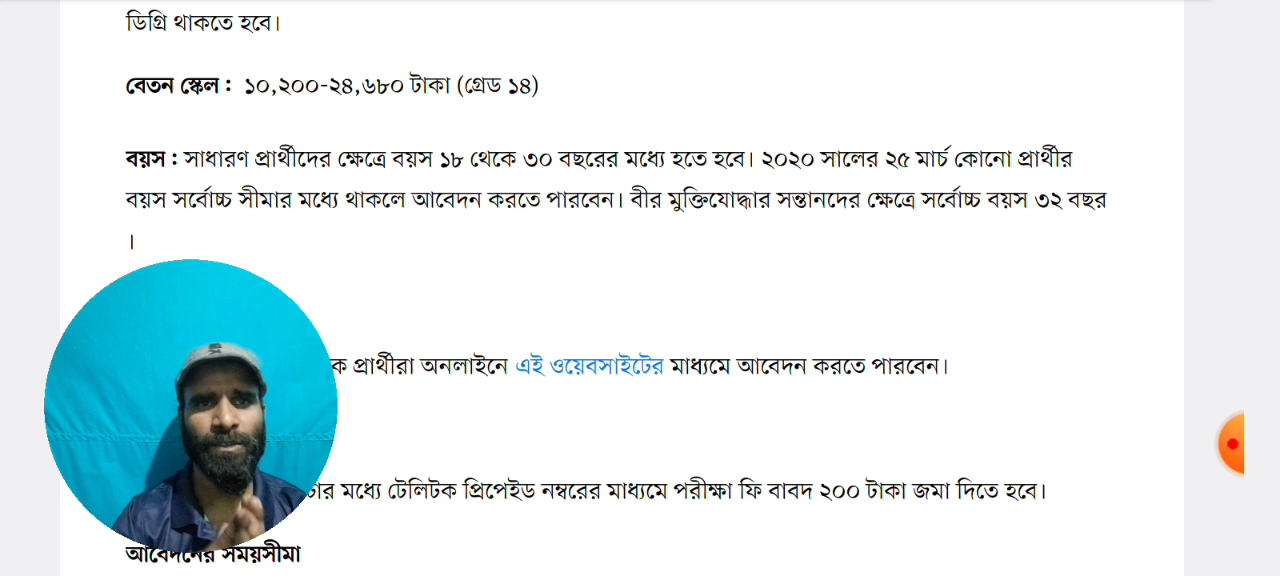 ডিগ্রি থাকতে হবে।
বেতন স্কেল : ১০,২০০-২৪,৬৮০ টাকা (গ্রেড ১৪)
বয়স : সাধারণ প্রার্থীদের ক্ষেত্রে বয়স ১৮ থেকে ৩০ বছরের মধ্যে হতে হবে। ২০২০ সালের ২৫ মার্চ কোনো প্রার্থীর
বয়স সর্বোচ্চ সীমার মধ্যে থাকলে আবেদন করতে পারবেন। বীর মুক্তিযোদ্ধার সন্তানদের ক্ষেত্রে সর্বোচ্চ বয়স ৩২ বছর
।
প্রার্থীরা অনলাইনে এই ওয়েবসাইটের মাধ্যমে আবেদন করতে পারবেন।
মধ্যে টেলিটক প্রিপেইড নম্বরের মাধ্যমে পরীক্ষা ফি বাবদ ২০০ টাকা জমা দিতে হবে।
আবেদনের সময়সীমা